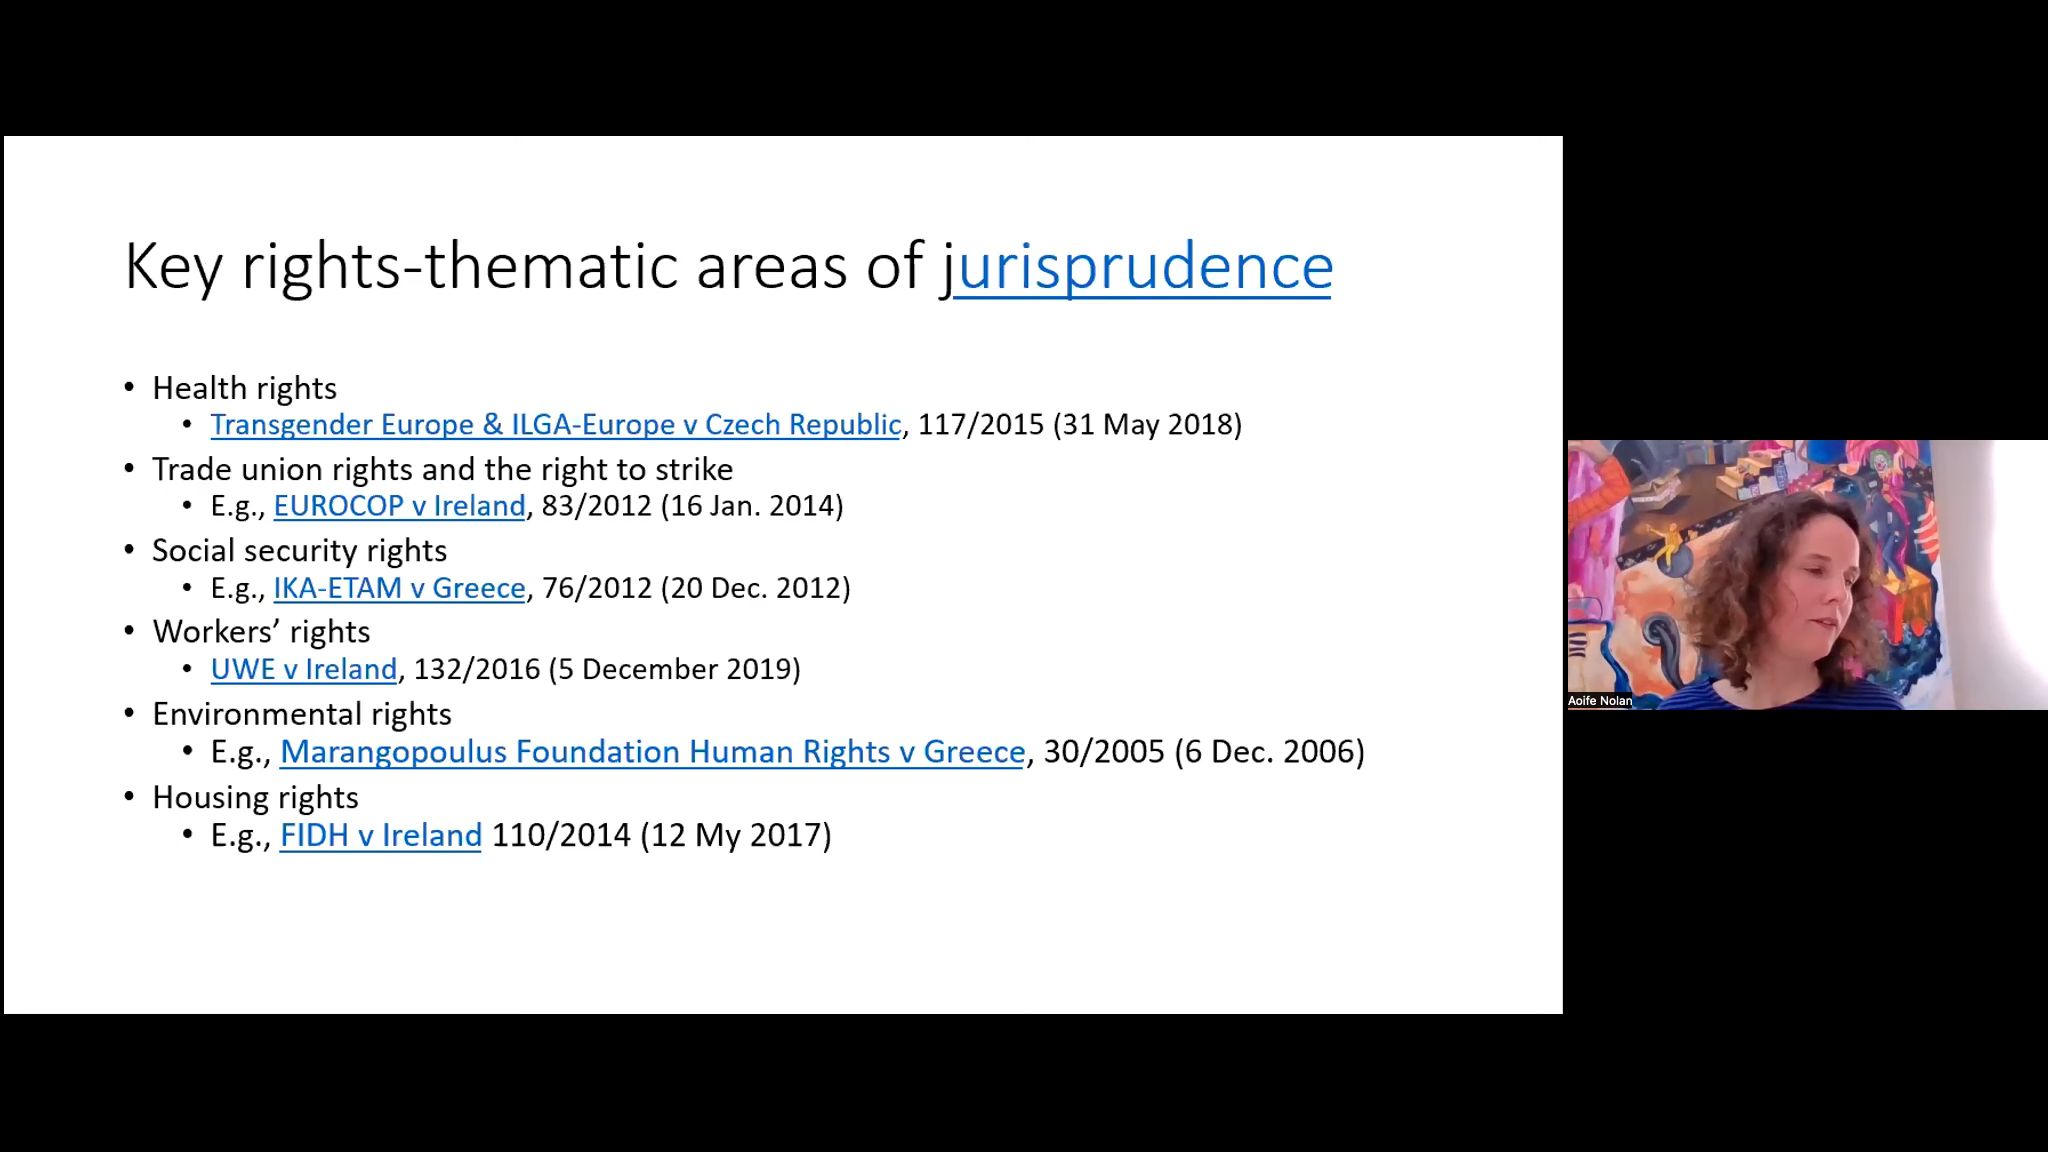 Key rights-thematic areas of jurisprudence
• Health rights
• Transgender Europe & ILGA-Europe v Czech Republic, 117/2015 (31 May 2018)
• Trade union rights and the right to strike
• E.g., EUROCOP v Ireland, 83/2012 (16 Jan. 2014)
• Social security rights
• E.g., IKA-ETAM v Greece, 76/2012 (20 Dec. 2012)
• Workers’ rights
• UWE v Ireland, 132/2016 (5 December 2019)
• Environmental rights
• E.g., Marangopoulus Foundation Human Rights v Greece, 30/2005 (6 Dec. 2006)
• Housing rights
• E.g., FIDH v Ireland 110/2014 (12 My 2017)
Aoife Nolan